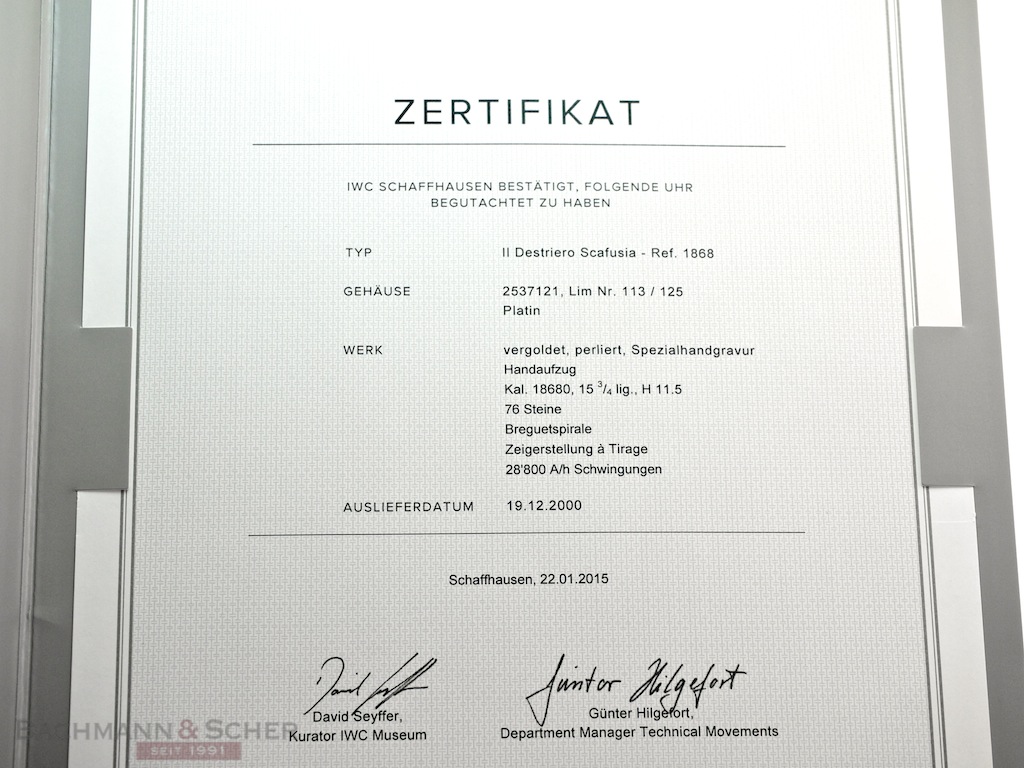 ZERTIFIKAT
IWC SCHAFFHAUSEN BESTÄTIGT, FOLGENDE UHR
BEGUTACHTET ZU HABEN
TYP Il Destriero Scafusia - Ref. 1868
GEHÄUSE 2537121, Lim Nr. 113 / 125
Platin
WERK vergoldet, perliert, Spezialhandgravur
Handaufzug
Kal. 18680, 15 3/4 lig., H 11.5
76 Steine
Breguetspirale
Zeigerstellung à Tirage
28'800 A/h Schwingungen
AUSLIEFERDATUM 19.12.2000
Schaffhausen, 22.01.2015
Günter Hilgefort
David Seyffer,
Kurator IWC Museum
Günter Hilgefort,
Department Manager Technical Movements
BACHMANN & SCHER
SEIT 1991